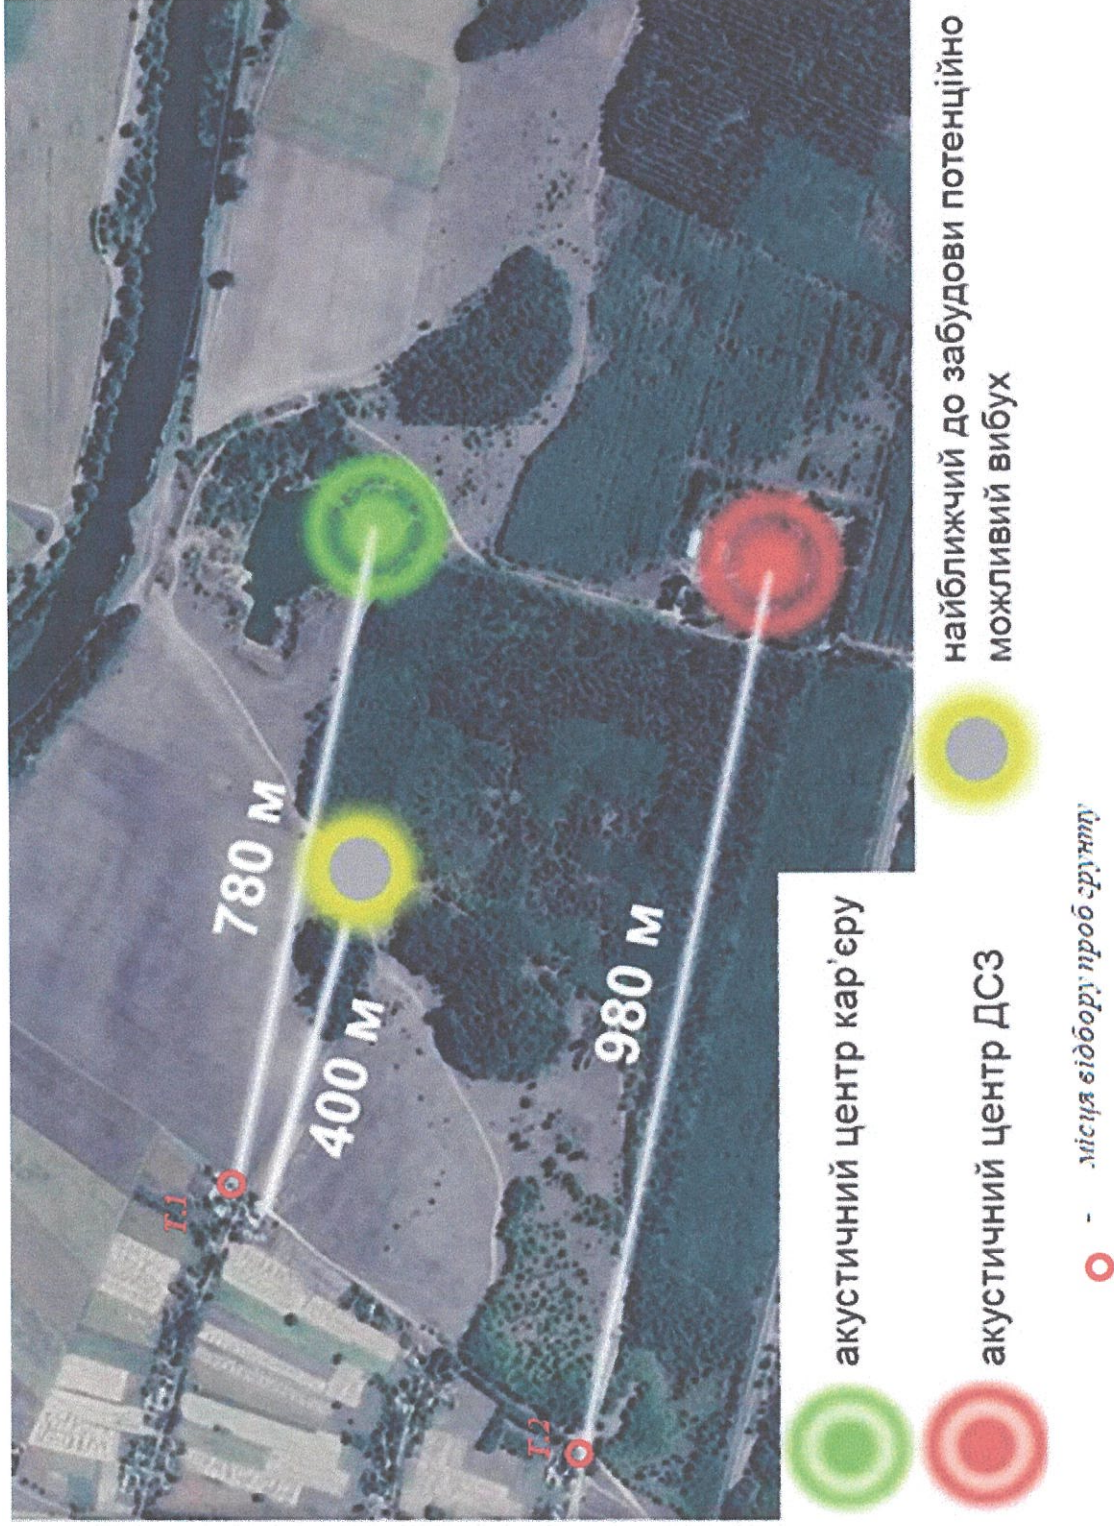 780 м
400 м
980 м
т.1
т.2
акустичний центр кар'єру
акустичний центр ДСЗ
найближчий до забудови потенційно
можливий вибух
- місця відбору проб ґрунту